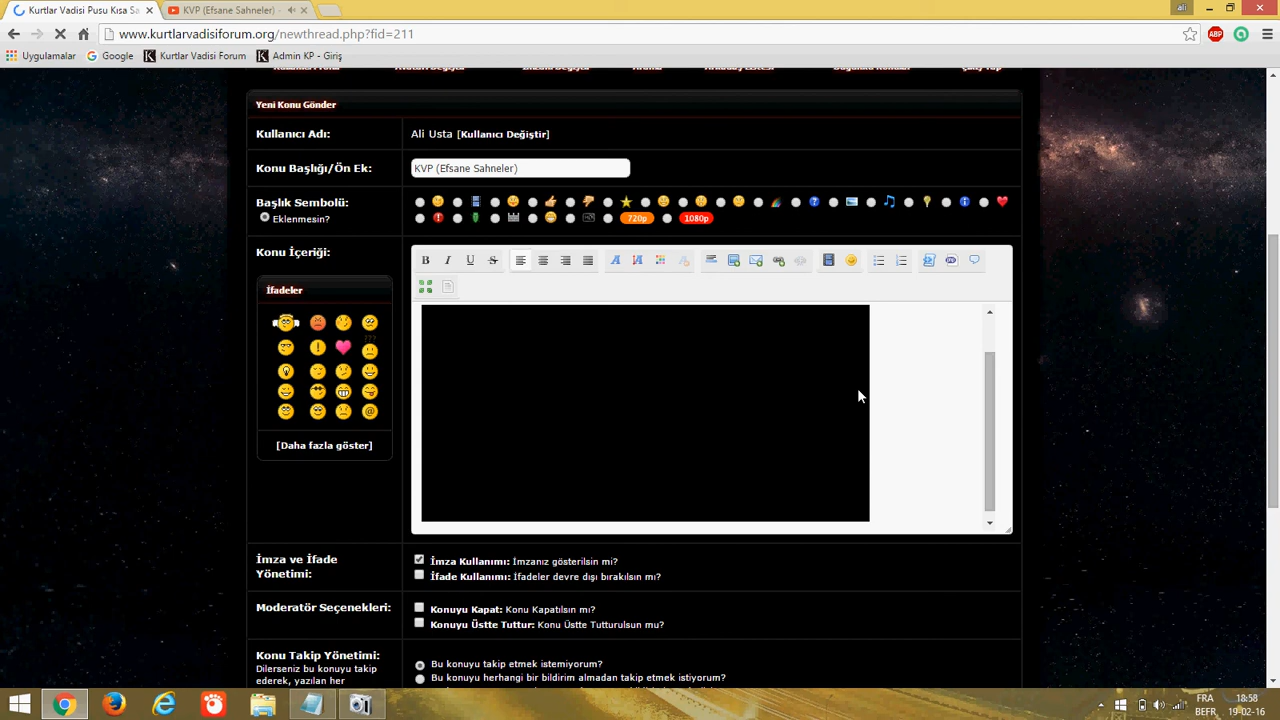 Kurtlar Vadisi Pusu Kısa Sa
KVP (Efsane Sahneler) -
ali
www.kurtlarvadisiforum.org/newthread.php?fid=211
ABP
Uygulamalar
Google
Kurtlar Vadisi Forum
Admin KP - Giriş
Yeni Konu Gönder
Kullanıcı Adı:
Ali Usta [Kullanıcı Değiştir]
Konu Başlığı/Ön Ek:
KVP (Efsane Sahneler)
Başlık Sembolü:
Eklenmesin?
720p
1080p
Konu İçeriği:
B I U S
İfadeler
???
@
[Daha fazla göster]
İmza ve İfade
Yönetimi:
İmza Kullanımı: İmzanız gösterilsin mi?
İfade Kullanımı: İfadeler devre dışı bırakılsın mı?
Moderatör Seçenekleri:
Konuyu Kapat: Konu Kapatılsın mı?
Konuyu Üstte Tuttur: Konu Üstte Tutturulsun mu?
Konu Takip Yönetimi:
Dilerseniz bu konuyu takip
ederek, yazılan her
Bu konuyu takip etmek istemiyorum?
Bu konuyu herhangi bir bildirim almadan takip etmek istiyorum?
FRA
BEFR
18:58
19-02-16